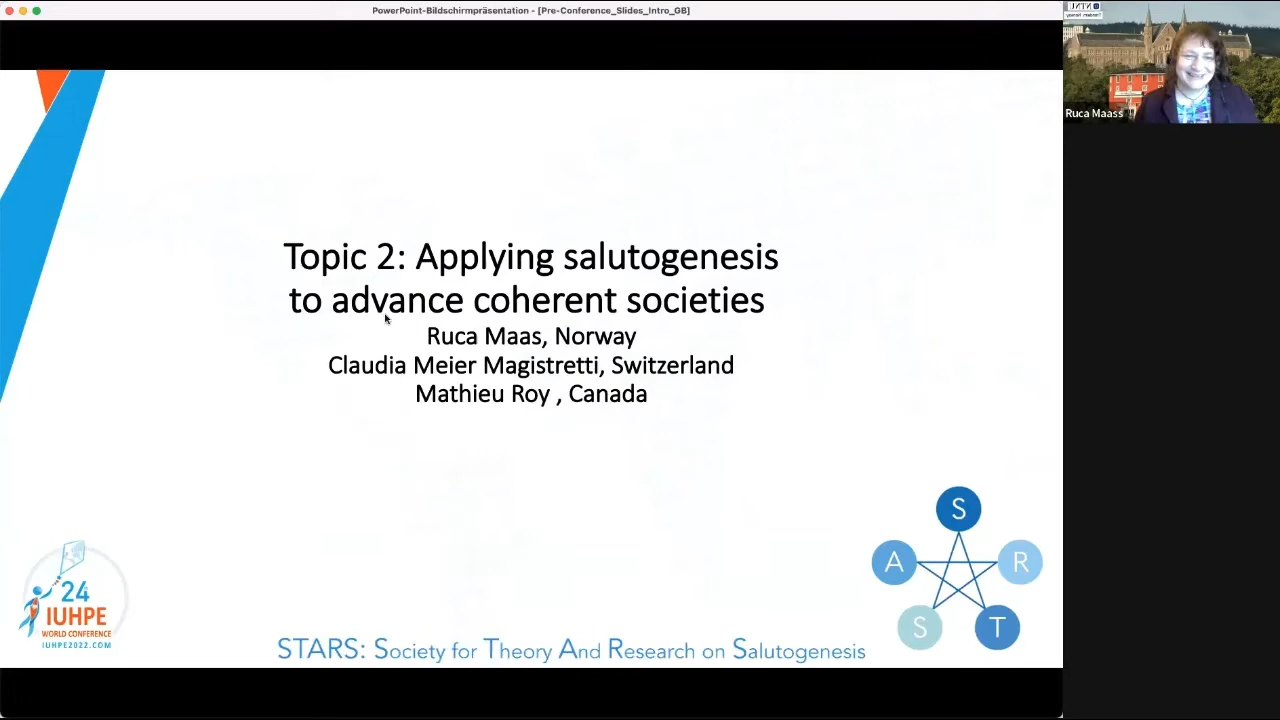 PowerPoint-Bildschirmpräsentation - [Pre-Conference_Slides_Intro_GB]
Topic 2: Applying salutogenesis
to advance coherent societies
Ruca Maas, Norway
Claudia Meier Magistretti, Switzerland
Mathieu Roy , Canada
24
IUHPE
WORLD CONFERENCE
IUHPE2022.COM
STARS: Society for Theory And Research on Salutogenesis
S
A
R
S
T
NTNU
Ruca Maass